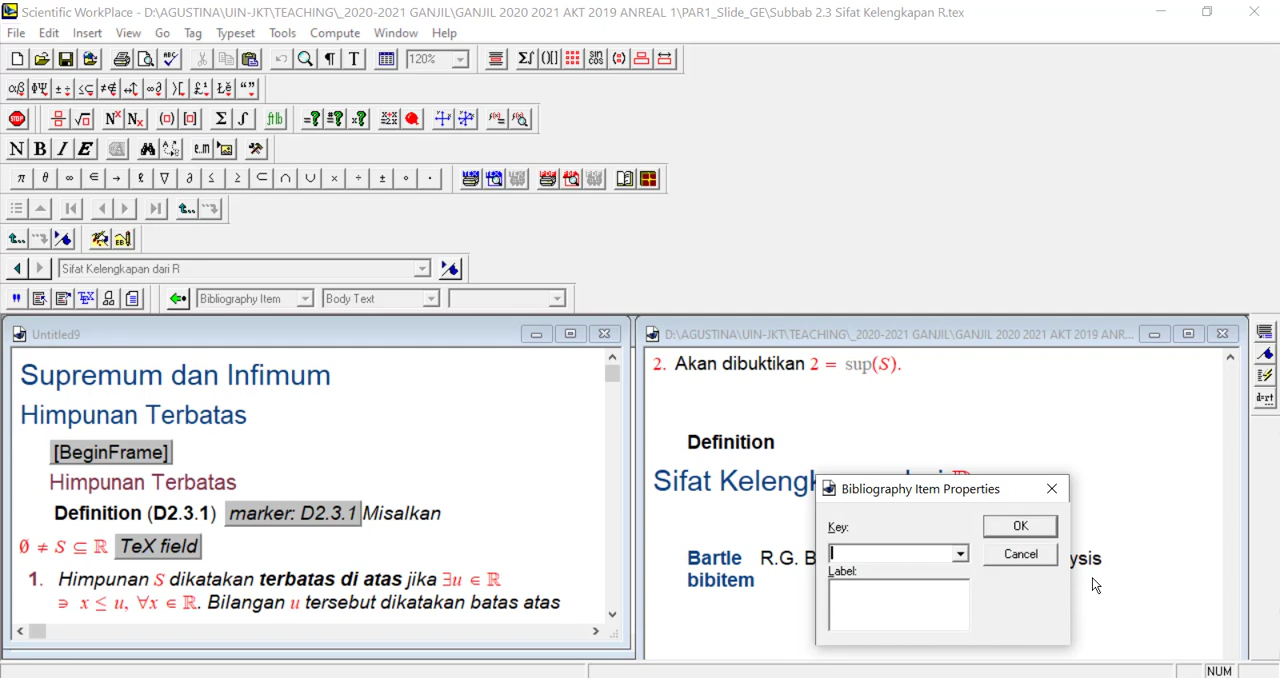 Scientific WorkPlace - D:\AGUSTINA\UIN-JKT\TEACHING\_2020-2021 GANJIL\GANJIL 2020 2021 AKT 2019 ANREAL 1\PAR1_Slide_GE\Subbab 2.3 Sifat Kelengkapan R.tex
File Edit Insert View Go Tag Typeset Tools Compute Window Help
120%
Sifat Kelengkapan dari R
Bibliography Item Body Text
Untitled9
Supremum dan Infimum
Himpunan Terbatas
[BeginFrame]
Himpunan Terbatas
Definition (D2.3.1) marker: D2.3.1 Misalkan
∅ ≠ S ⊆ ℝ TeX field
1. Himpunan S dikatakan terbatas di atas jika ∃u ∈ ℝ
∋ x ≤ u, ∀x ∈ ℝ. Bilangan u tersebut dikatakan batas atas
D:\AGUSTINA\UIN-JKT\TEACHING\_2020-2021 GANJIL\GANJIL 2020 2021 AKT 2019 ANR...
2. Akan dibuktikan 2 = sup(S).
Definition
Sifat Kelengk
Bartle R.G. B ysis
bibitem
Bibliography Item Properties
Key:
OK
Cancel
Label:
NUM